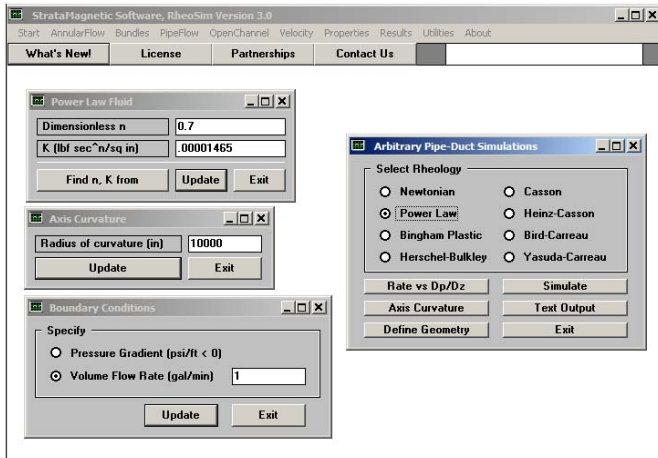 StrataMagnetic Software, RheoSim Version 3.0
Start AnnularFlow Bundles PipeFlow OpenChannel Velocity Properties Results Utilities About
What's New! License Partnerships Contact Us
Power Law Fluid
Dimensionless n 0.7
K (lbf sec^n/sq in) .00001465
Find n, K from Update Exit
Axis Curvature
Radius of curvature (in) 10000
Update Exit
Boundary Conditions
Specify
Pressure Gradient (psi/ft < 0)
Volume Flow Rate (gal/min) 1
Update Exit
Arbitrary Pipe-Duct Simulations
Select Rheology
Newtonian Casson
Power Law Heinz-Casson
Bingham Plastic Bird-Carreau
Herschel-Bulkley Yasuda-Carreau
Rate vs Dp/Dz Simulate
Axis Curvature Text Output
Define Geometry Exit